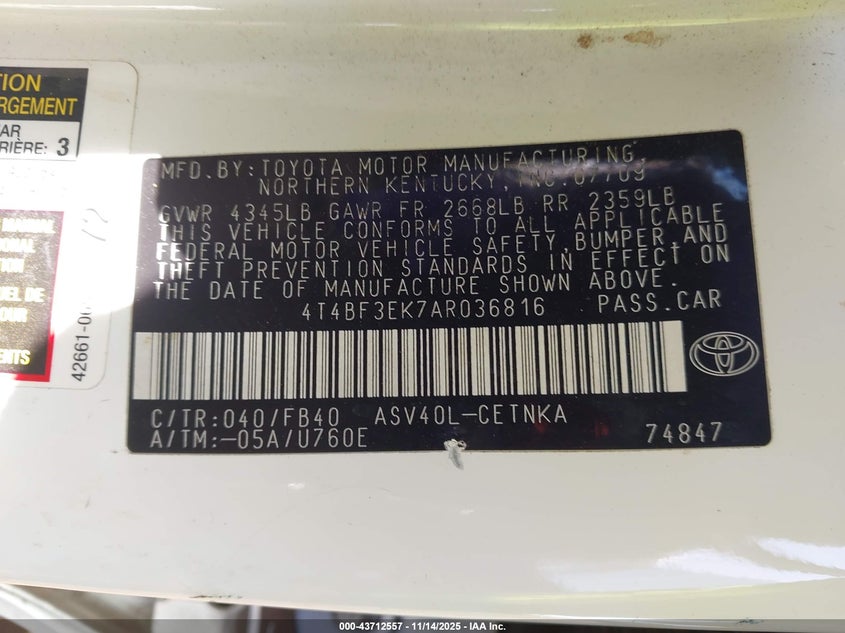 TION
RGEMENT
AR
RIÈRE: 3
42661-06
MFD. BY: TOYOTA MOTOR MANUFACTURING,
NORTHERN KENTUCKY, INC. 07/09
GVWR 4345LB GAWR FR 2668LB RR 2359LB
THIS VEHICLE CONFORMS TO ALL APPLICABLE
FEDERAL MOTOR VEHICLE SAFETY, BUMPER, AND
THEFT PREVENTION STANDARDS IN EFFECT ON
THE DATE OF MANUFACTURE SHOWN ABOVE.
4T4BF3EK7AR036816 PASS. CAR
C/TR: 040/FB40 ASV40L-CETNKA
A/TM: -05A/U760E 74847
000-43712557 - 11/14/2025 - IAA Inc.